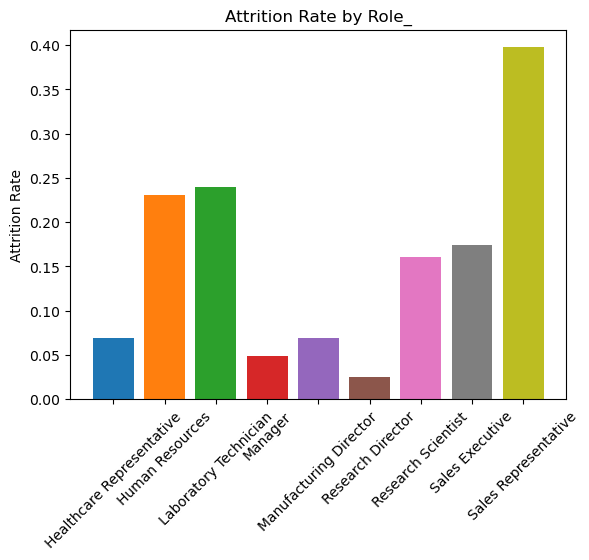 Attrition Rate by Role_
Attrition Rate
0.40
0.35
0.30
0.25
0.20
0.15
0.10
0.05
0.00
Healthcare Representative
Human Resources
Laboratory Technician
Manager
Manufacturing Director
Research Director
Research Scientist
Sales Executive
Sales Representative